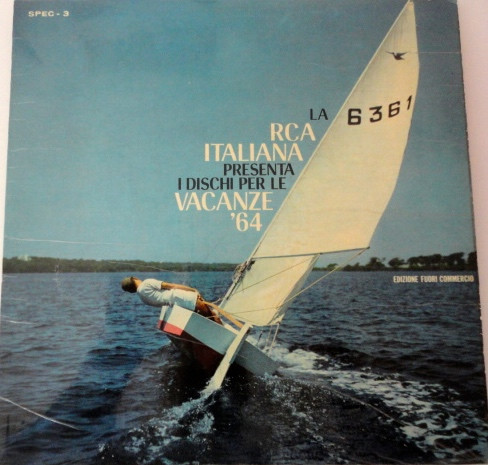 SPEC - 3
LA
RCA
ITALIANA
PRESENTA
I DISCHI PER LE
VACANZE
'64
6361
EDIZIONE FUORI COMMERCIO